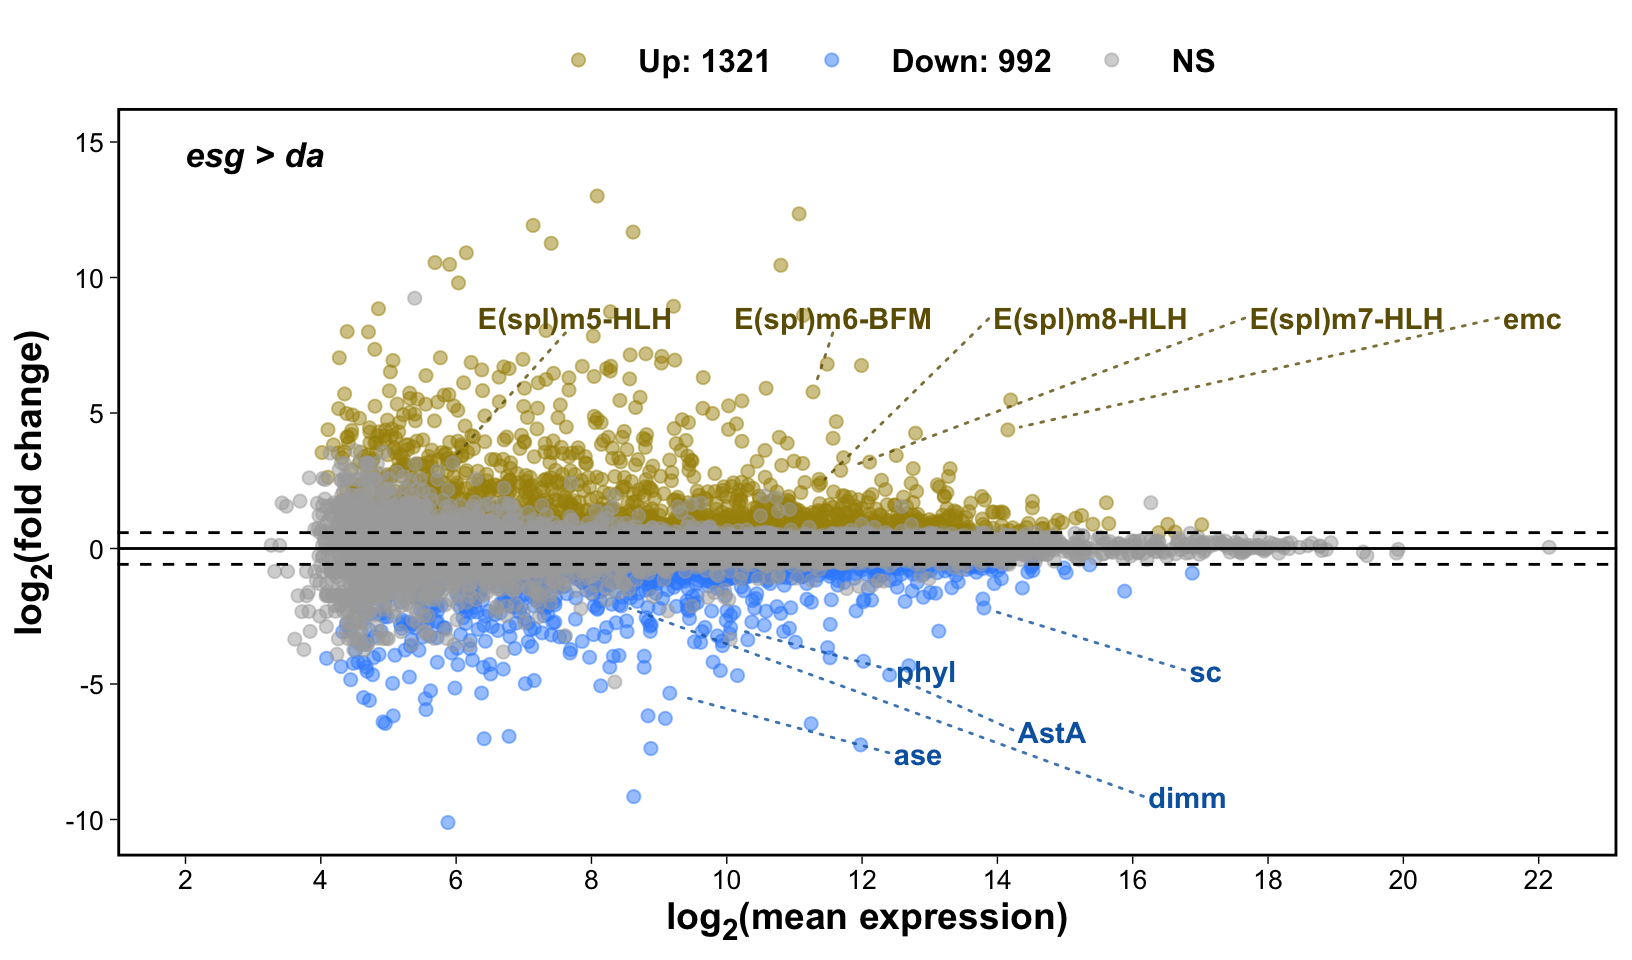 Up: 1321 Down: 992 NS
esg > da
15
10
5
0
-5
-10
log2(fold change)
E(spl)m5-HLH E(spl)m6-BFM E(spl)m8-HLH E(spl)m7-HLH emc
phyl sc
AstA
ase
dimm
2 4 6 8 10 12 14 16 18 20 22
log2(mean expression)